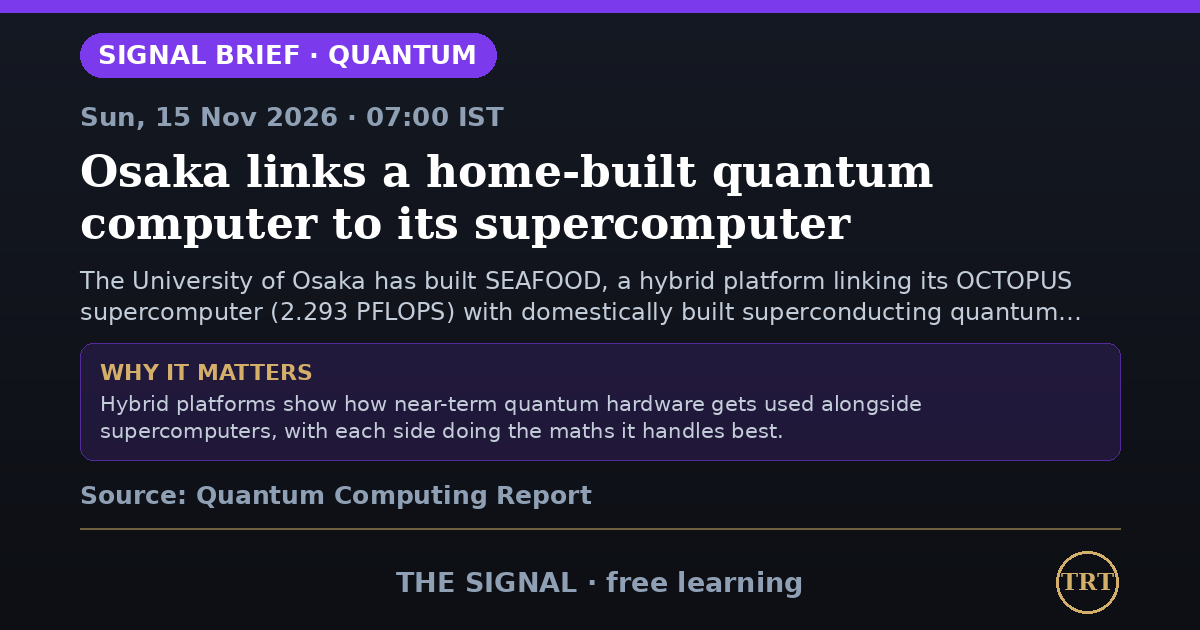 SIGNAL BRIEF · QUANTUM
Sun, 15 Nov 2026 · 07:00 IST
Osaka links a home-built quantum
computer to its supercomputer
The University of Osaka has built SEAFOOD, a hybrid platform linking its OCTOPUS
supercomputer (2.293 PFLOPS) with domestically built superconducting quantum…
WHY IT MATTERS
Hybrid platforms show how near-term quantum hardware gets used alongside
supercomputers, with each side doing the maths it handles best.
Source: Quantum Computing Report
THE SIGNAL · free learning
TRT